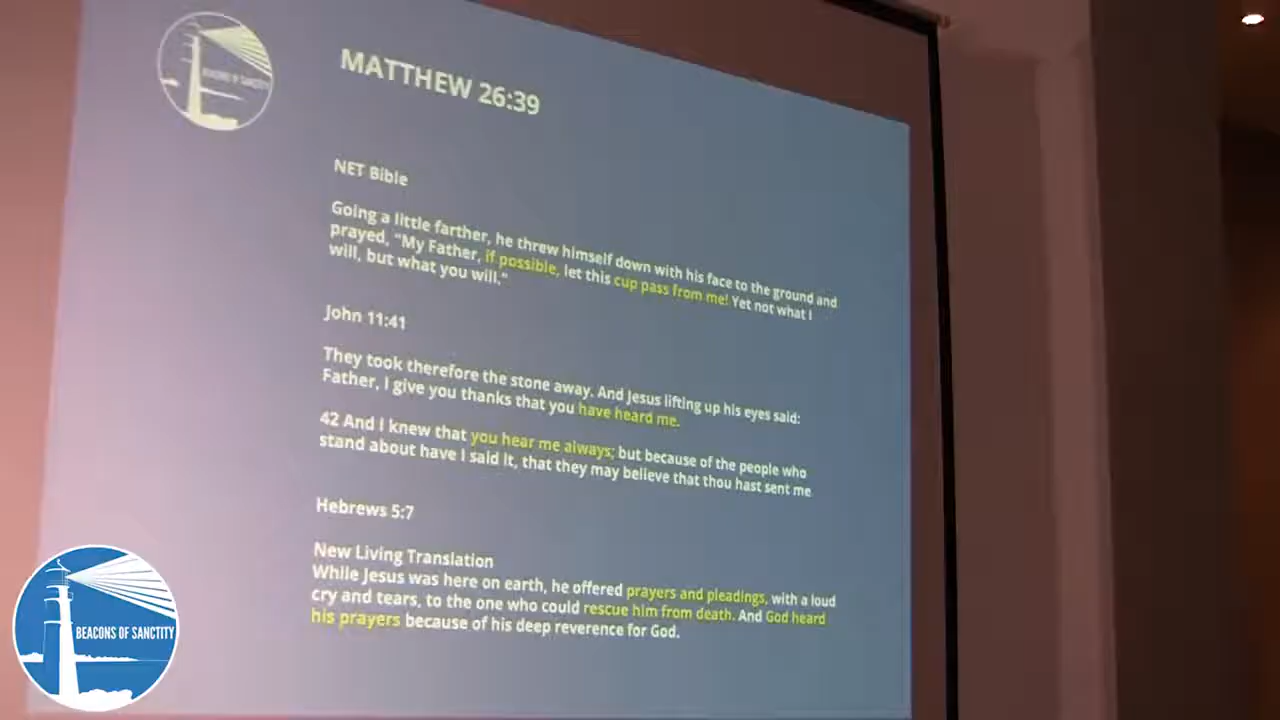 BEACONS OF SANCTITY
MATTHEW 26:39
NET Bible
Going a little farther, he threw himself down with his face to the ground and
prayed, “My Father, if possible, let this cup pass from me! Yet not what I
will, but what you will.”
John 11:41
They took therefore the stone away. And Jesus lifting up his eyes said:
Father, I give you thanks that you have heard me.
42 And I knew that you hear me always; but because of the people who
stand about have I said it, that they may believe that thou hast sent me
Hebrews 5:7
New Living Translation
While Jesus was here on earth, he offered prayers and pleadings, with a loud
cry and tears, to the one who could rescue him from death. And God heard
his prayers because of his deep reverence for God.
BEACONS OF SANCTITY